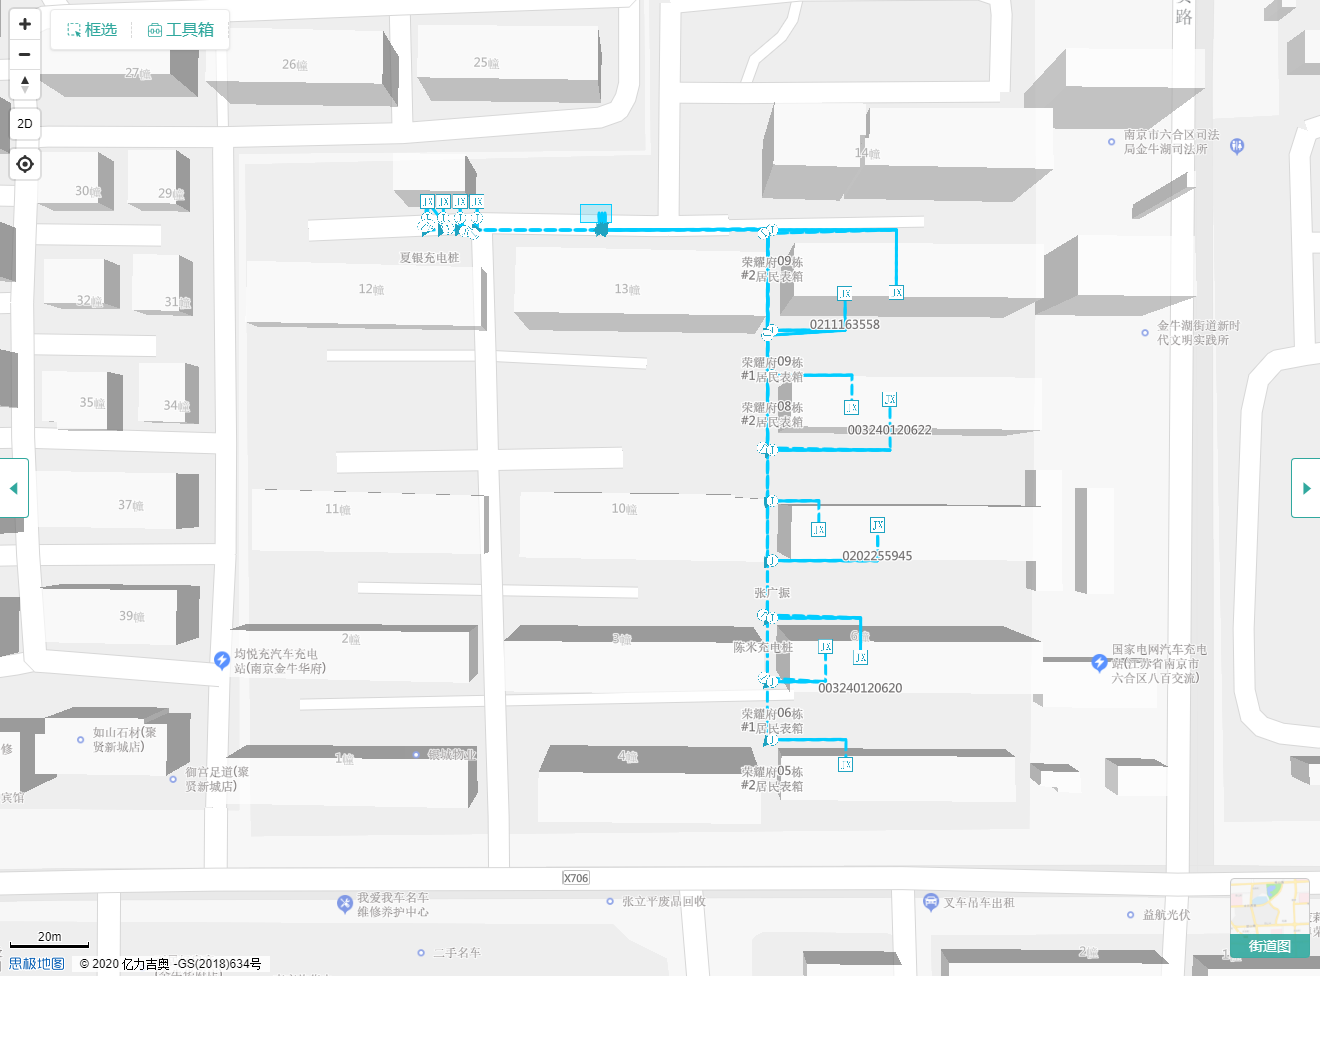 框选
工具箱
2D
27幢
26幢
25幢
14幢
南京市六合区司法
局金牛湖司法所
路
30幢
29幢
JX
JX
JX
JX
夏银充电桩
荣耀府09栋
#2居民表箱
12幢
13幢
32幢
31幢
JX
JX
0211163558
金牛湖街道新时
代文明实践所
荣耀府09栋
#1居民表箱
35幢
34幢
荣耀府08栋
#2居民表箱
JX
JX
003240120622
37幢
11幢
10幢
JX
JX
0202255945
张广振
39幢
2幢
3幢
6幢
陈米充电桩
JX
JX
均悦充汽车充电
站(南京金牛华府)
国家电网汽车充电
站(江苏省南京市
六合区八百交流)
003240120620
荣耀府06栋
#1居民表箱
如山石材(聚
贤新城店)
修
1幢
银城物业
4幢
JX
御宫足道(聚
贤新城店)
荣耀府05栋
#2居民表箱
宾馆
X706
我爱我车名车
维修养护中心
张立平废品回收
叉车吊车出租
益航光伏
20m
二手名车
2幢
街道图
思极地图
© 2020 亿力吉奥 -GS(2018)634号